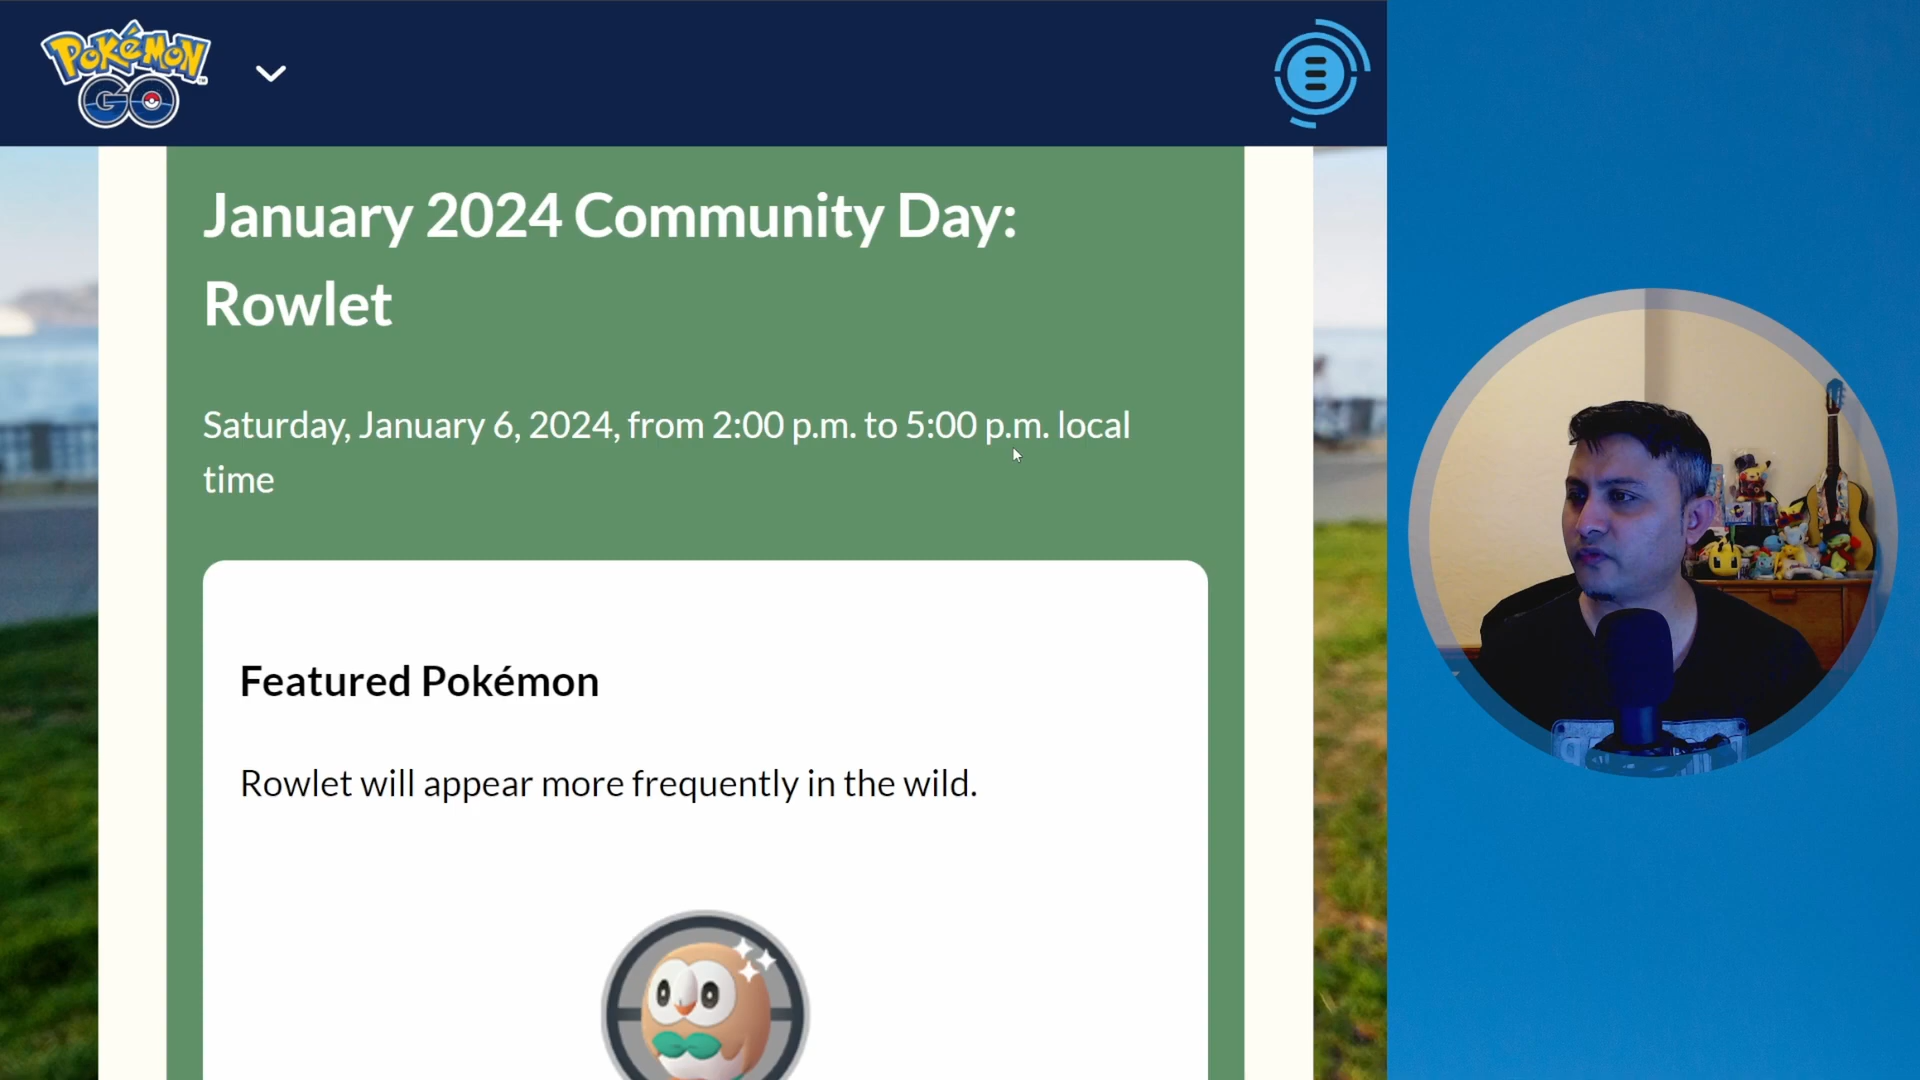 POKéMON
GO
January 2024 Community Day:
Rowlet
Saturday, January 6, 2024, from 2:00 p.m. to 5:00 p.m. local
time
Featured Pokémon
Rowlet will appear more frequently in the wild.